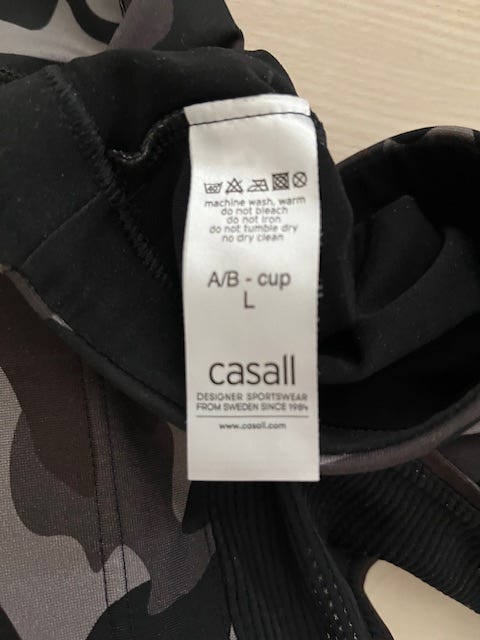 machine wash, warm
do not bleach
do not iron
do not tumble dry
no dry clean
A/B - cup
L
casall
DESIGNER SPORTSWEAR
FROM SWEDEN SINCE 1984
www.casall.com